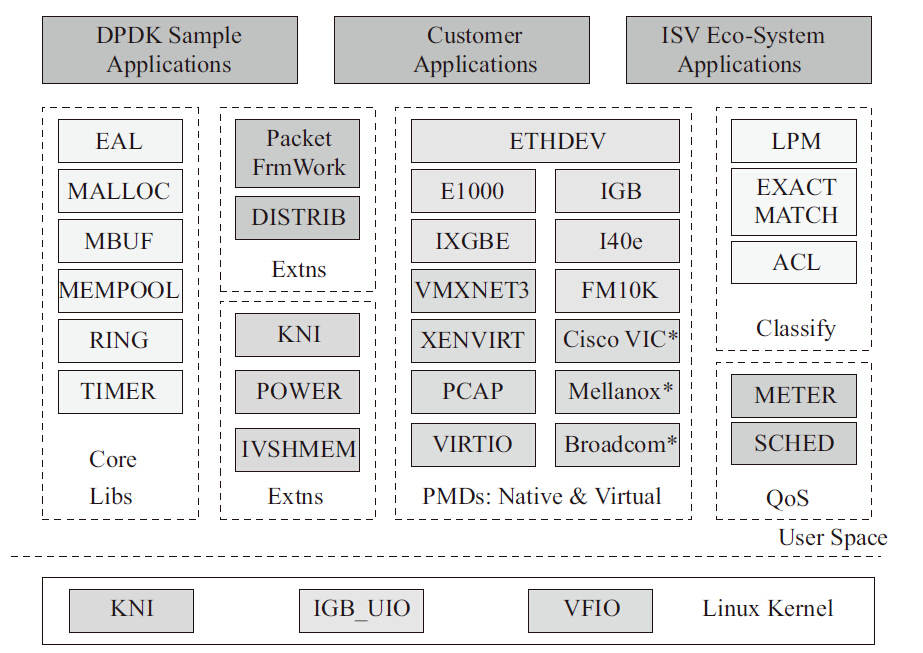 DPDK Sample
Applications
Customer
Applications
ISV Eco-System
Applications
EAL
MALLOC
MBUF
MEMPOOL
RING
TIMER
Core
Libs
Packet
FrmWork
DISTRIB
Extns
KNI
POWER
IVSHMEM
Extns
ETHDEV
E1000
IGB
IXGBE
I40e
VMXNET3
FM10K
XENVIRT
Cisco VIC*
PCAP
Mellanox*
VIRTIO
Broadcom*
PMDs: Native & Virtual
LPM
EXACT
MATCH
ACL
Classify
METER
SCHED
QoS
User Space
KNI
IGB_UIO
VFIO
Linux Kernel